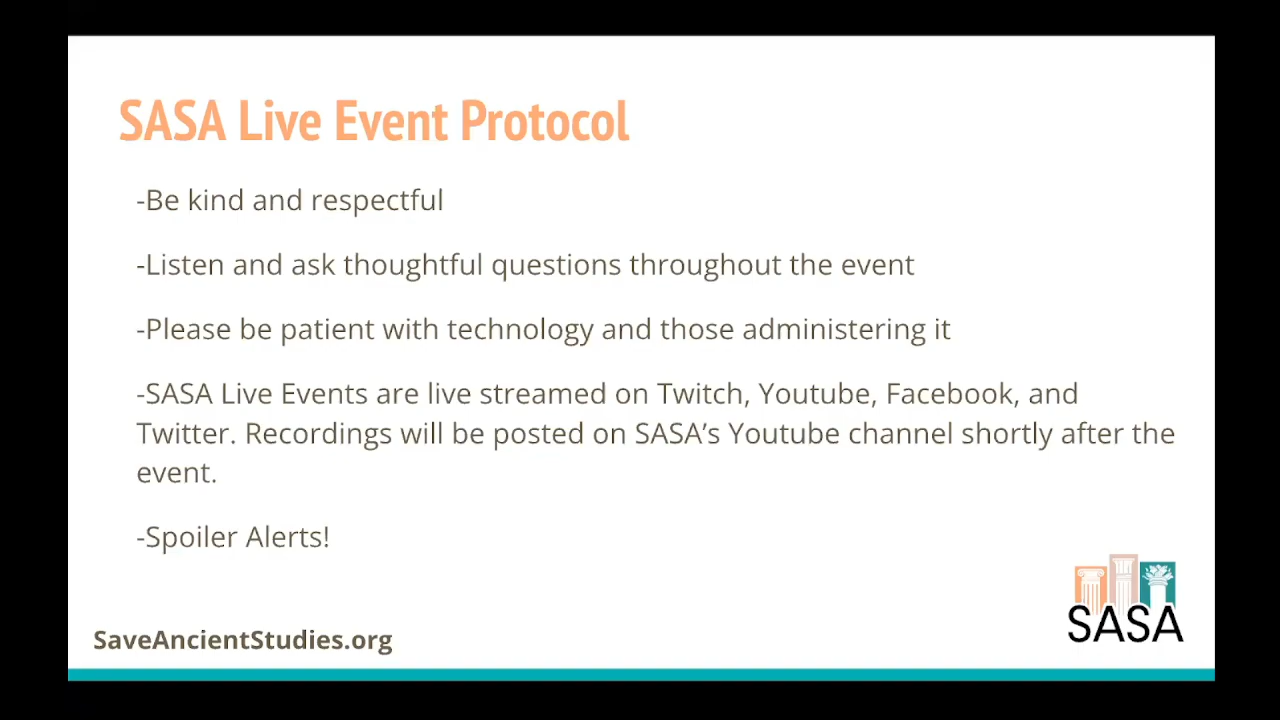 SASA Live Event Protocol
-Be kind and respectful
-Listen and ask thoughtful questions throughout the event
-Please be patient with technology and those administering it
-SASA Live Events are live streamed on Twitch, Youtube, Facebook, and
Twitter. Recordings will be posted on SASA’s Youtube channel shortly after the
event.
-Spoiler Alerts!
SaveAncientStudies.org
SASA